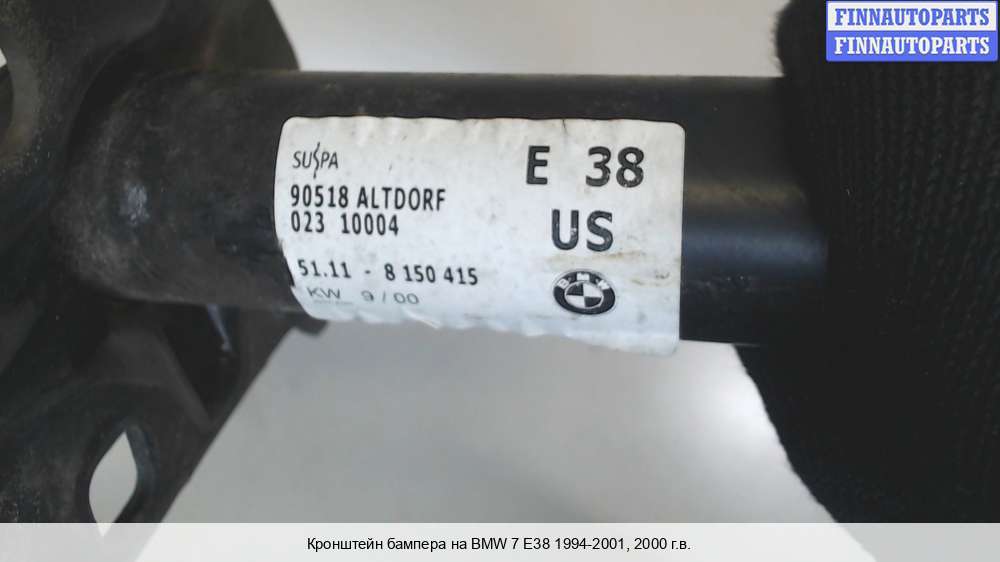 FINNAUTOPARTS
FINNAUTOPARTS
SUSPA
E 38
90518 ALTDORF
023 10004
US
51.11 - 8 150 415
BMW
KW 9/00
Кронштейн бампера на BMW 7 E38 1994-2001, 2000 г.в.